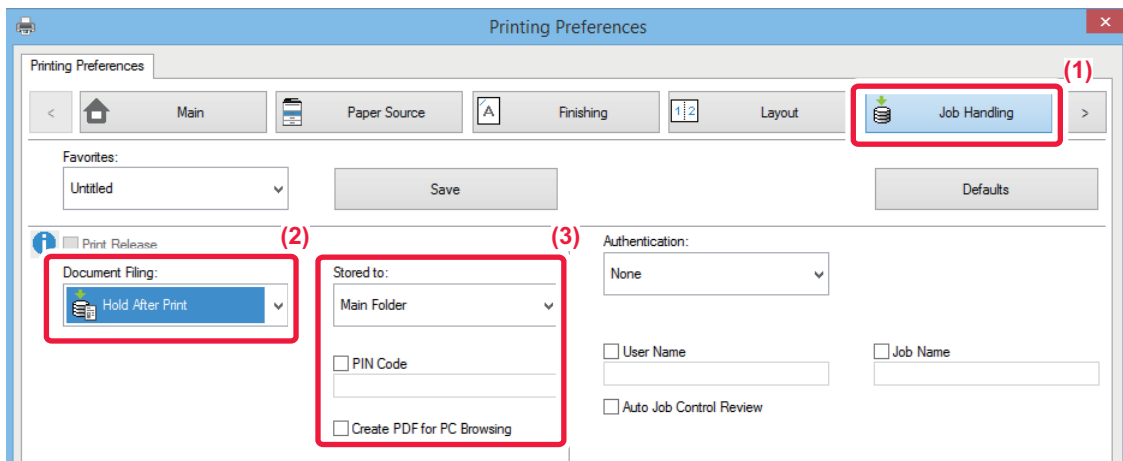 Printing Preferences
Printing Preferences
(1)
< Main Paper Source Finishing Layout Job Handling >
Favorites:
Untitled Save Defaults
Print Release (2) (3) Authentication:
Document Filing: Stored to: None
Hold After Print Main Folder
PIN Code User Name Job Name
Create PDF for PC Browsing Auto Job Control Review